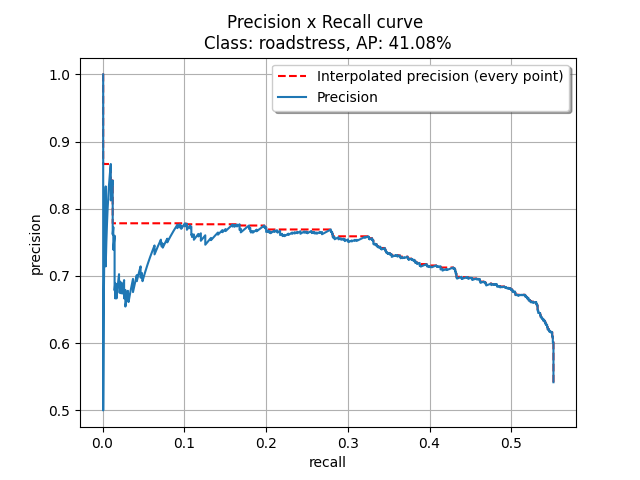 Precision x Recall curve
Class: roadstress, AP: 41.08%
Interpolated precision (every point)
Precision
1.0
0.9
0.8
0.7
0.6
0.5
precision
0.0 0.1 0.2 0.3 0.4 0.5
recall